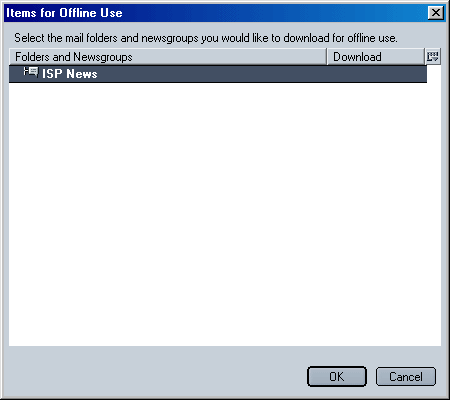 Items for Offline Use
Select the mail folders and newsgroups you would like to download for offline use.
Folders and Newsgroups Download
ISP News
OK Cancel